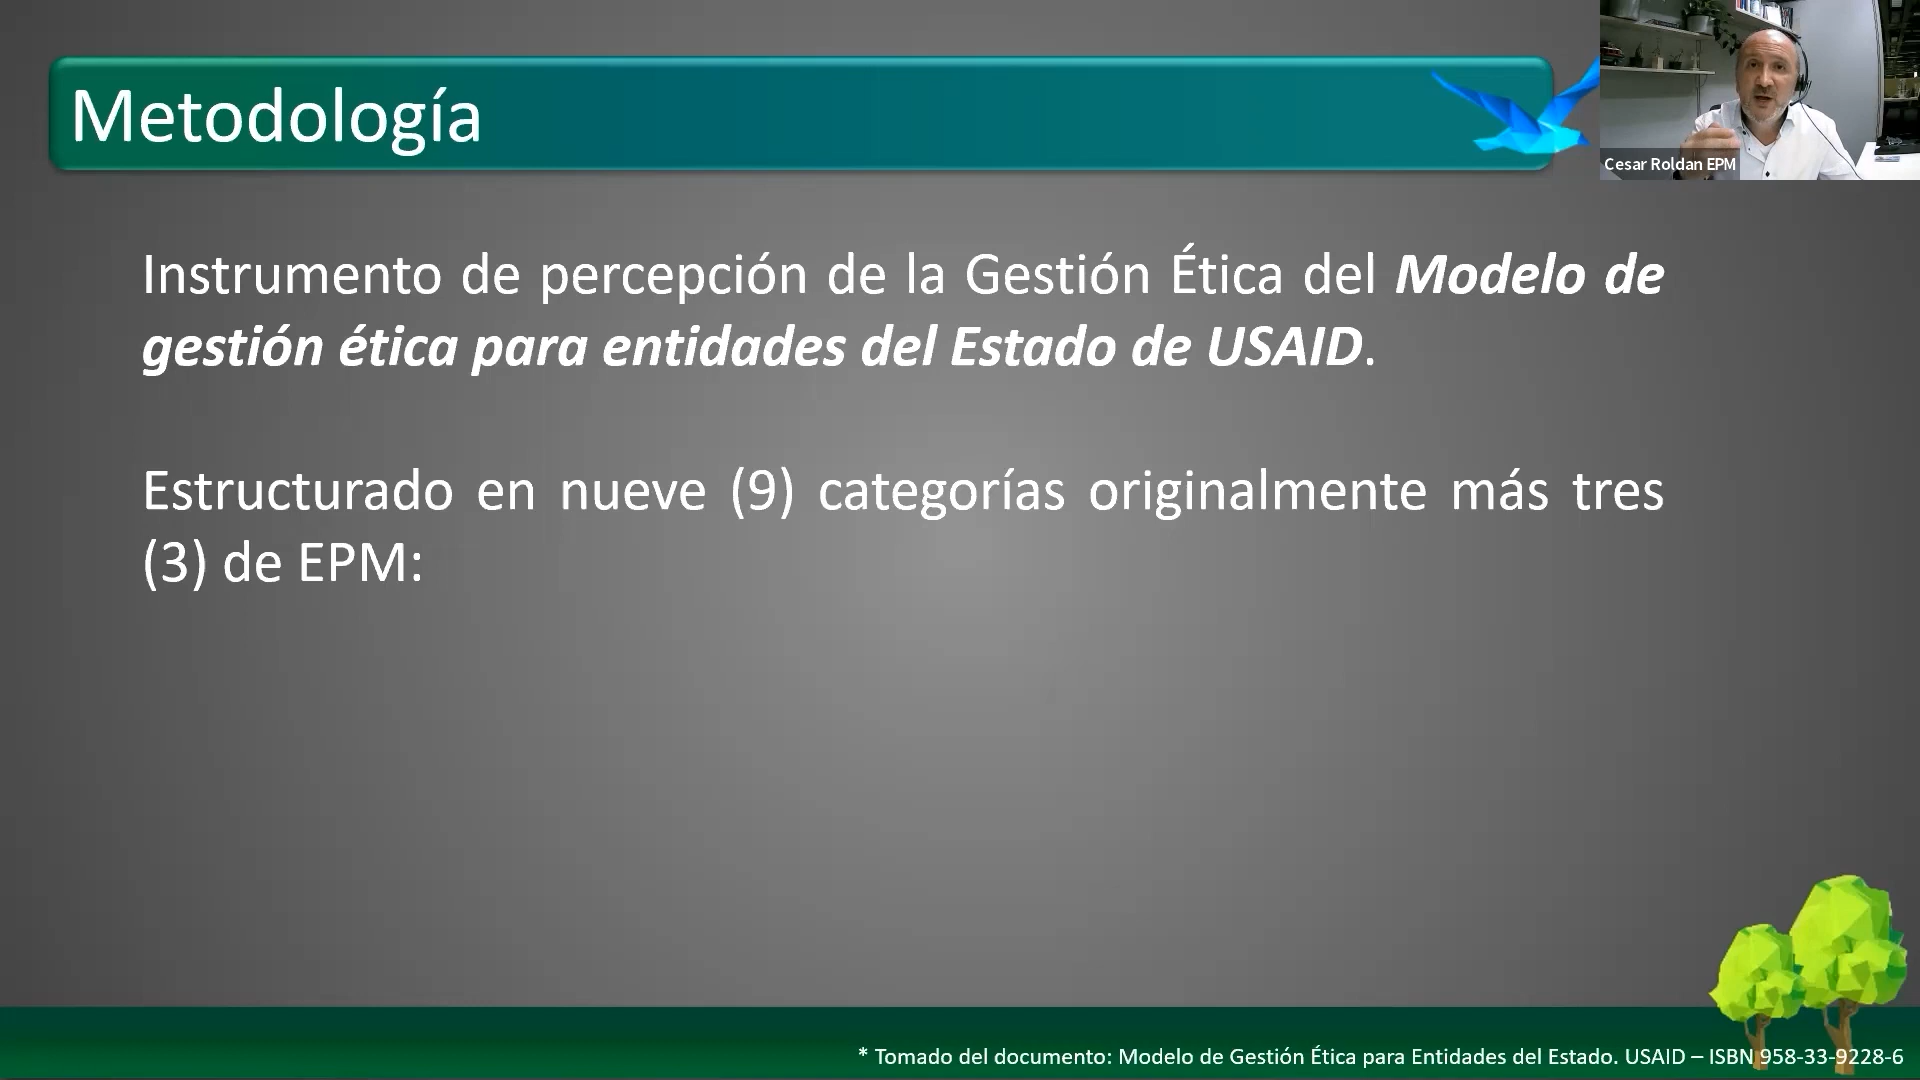 Metodología
Cesar Roldan EPM
Instrumento de percepción de la Gestión Ética del Modelo de
gestión ética para entidades del Estado de USAID.
Estructurado en nueve (9) categorías originalmente más tres
(3) de EPM:
* Tomado del documento: Modelo de Gestión Ética para Entidades del Estado. USAID – ISBN 958-33-9228-6